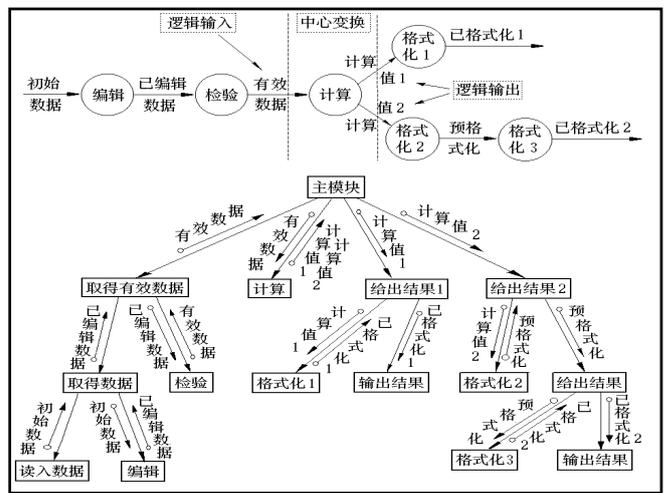 逻辑输入
中心变换
初始
数据
编辑
已编辑
数据
检验
有效
数据
计算
计算
值1
值2
计算
格式
化1
已格式化1
逻辑输出
格式
化2
预格
式化
格式
化3
已格式化2
主模块
有效数据
有效数据
计算值1
计算值2
计算值1
计算值2
取得有效数据
计算
给出结果1
给出结果2
已编辑数据
已编辑数据
有效数据
计算值1
已格式化1
已格式化1
计算值2
预格式化
预格式化
取得数据
检验
格式化1
输出结果
格式化2
给出结果
初始数据
初始数据
已编辑数据
预格式化
已格式化2
已格式化2
读入数据
编辑
格式化3
输出结果